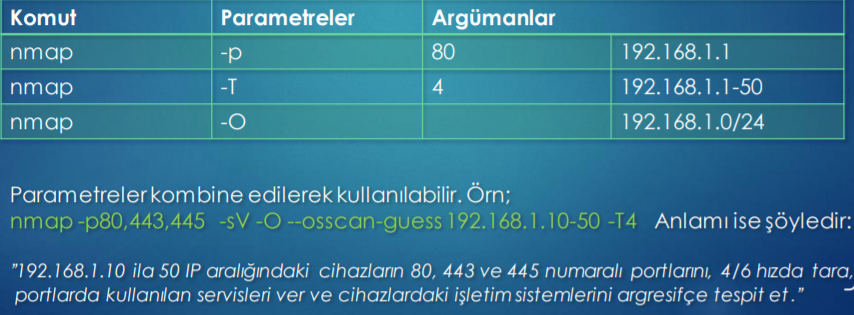 Komut Parametreler Argümanlar
nmap -p 80 192.168.1.1
nmap -T 4 192.168.1.1-50
nmap -O 192.168.1.0/24
Parametreler kombine edilerek kullanılabilir. Örn;
nmap -p80,443,445 -sV -O --osscan-guess 192.168.1.10-50 -T4 Anlamı ise şöyledir:
"192.168.1.10 ila 50 IP aralığındaki cihazların 80, 443 ve 445 numaralı portlarını, 4/6 hızda tara,
portlarda kullanılan servisleri ver ve cihazlardaki işletim sistemlerini argresifçe tespit et."